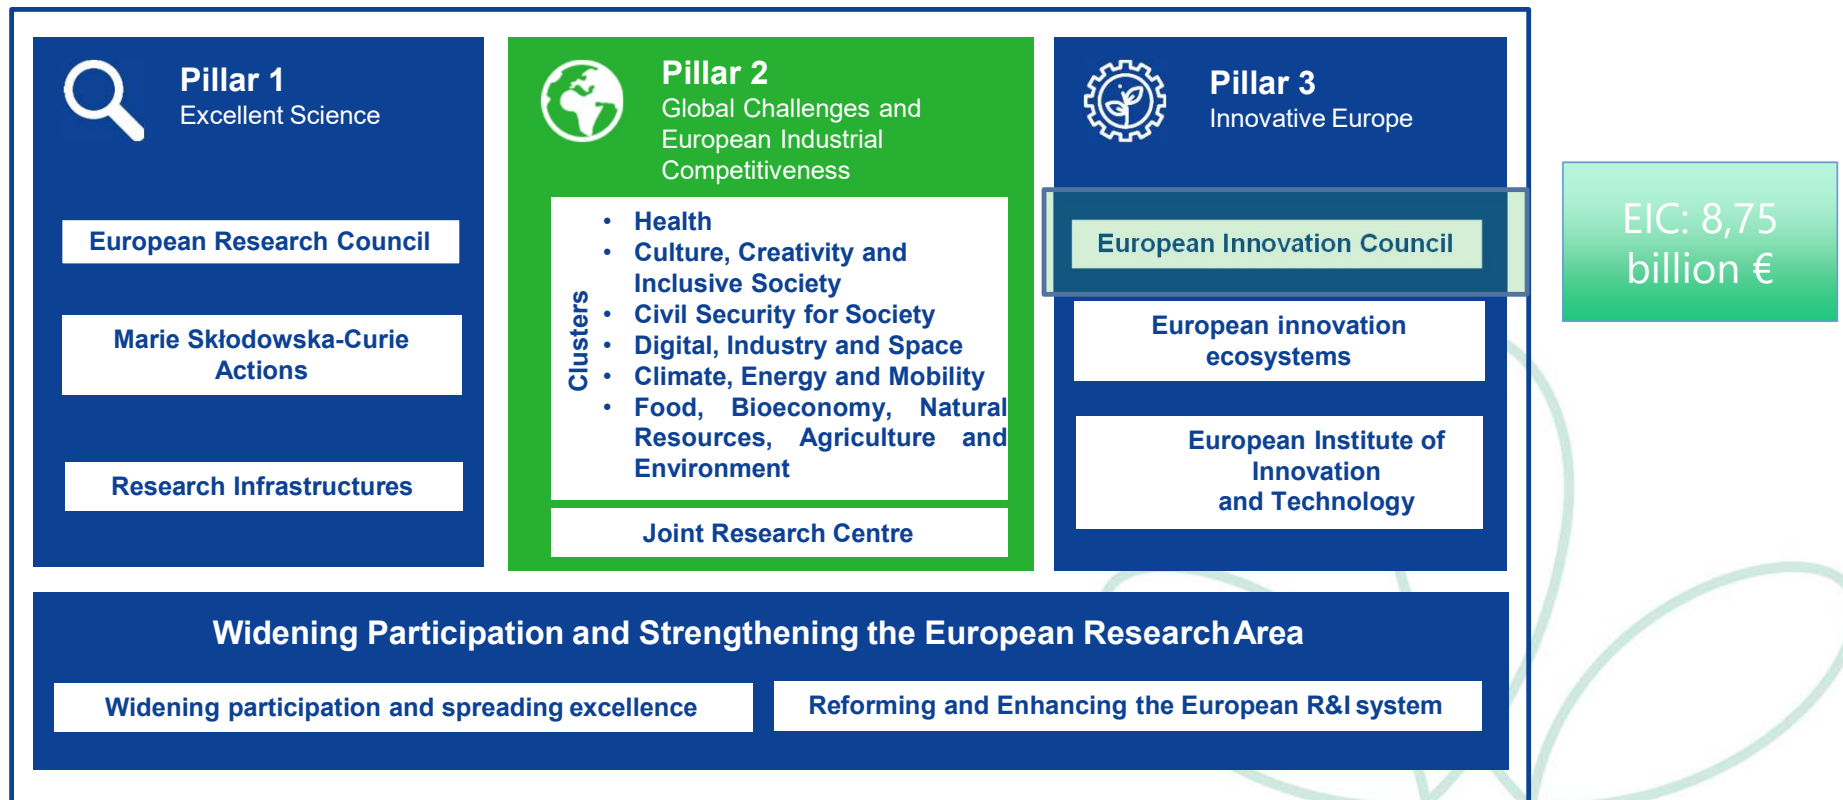 Pillar 1
Excellent Science
European Research Council
Marie Skłodowska-Curie
Actions
Research Infrastructures
Pillar 2
Global Challenges and
European Industrial
Competitiveness
Clusters
• Health
• Culture, Creativity and
Inclusive Society
• Civil Security for Society
• Digital, Industry and Space
• Climate, Energy and Mobility
• Food, Bioeconomy, Natural
Resources, Agriculture and
Environment
Joint Research Centre
Pillar 3
Innovative Europe
European Innovation Council
European innovation
ecosystems
European Institute of
Innovation
and Technology
EIC: 8,75
billion €
Widening Participation and Strengthening the European Research Area
Widening participation and spreading excellence
Reforming and Enhancing the European R&I system